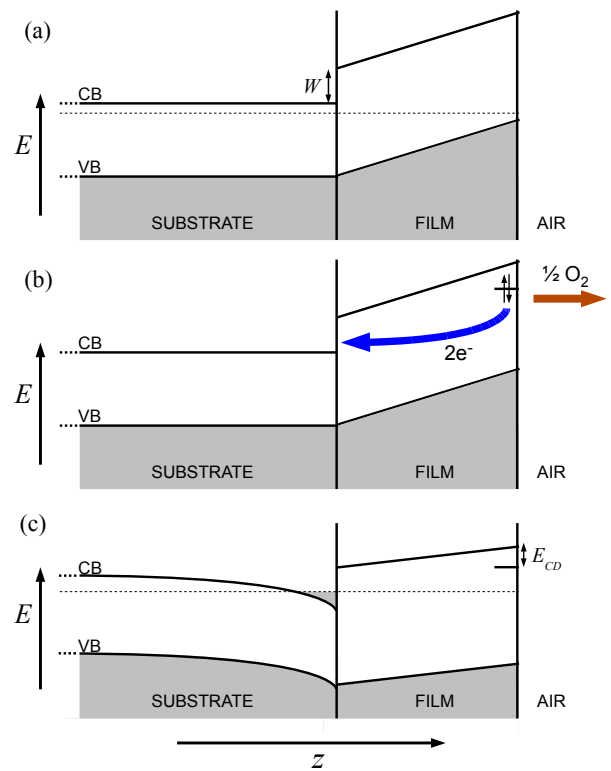 (a)
CB
W
E
VB
SUBSTRATE FILM AIR
(b)
½ O₂
2e⁻
CB
E
VB
SUBSTRATE FILM AIR
(c)
CB
E_CD
E
VB
SUBSTRATE FILM AIR
z